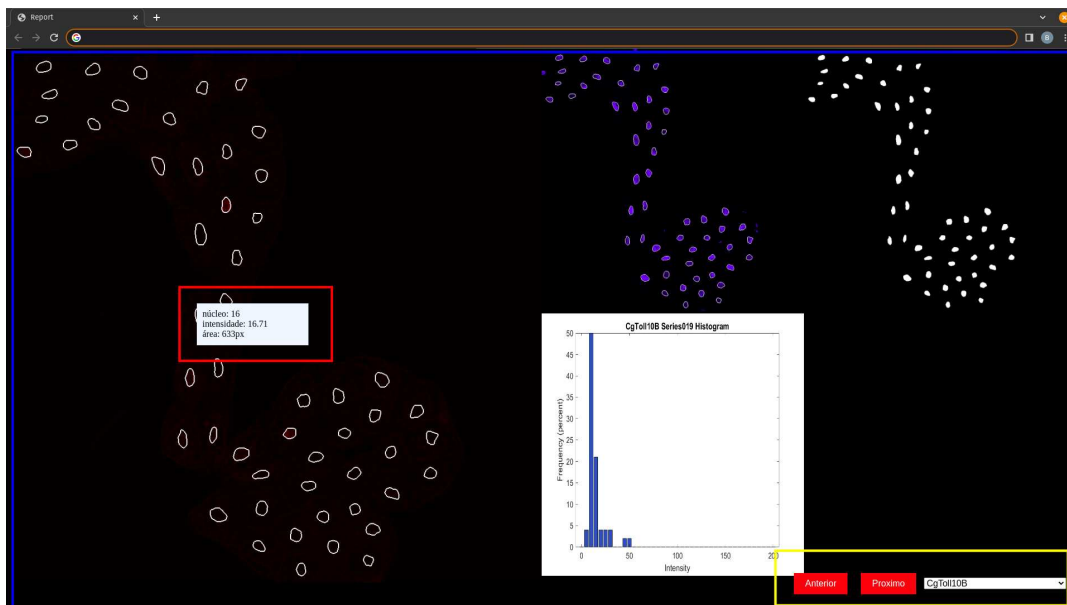 Report
B
núcleo: 16
intensidade: 16.71
área: 633px
CgToll10B Series019 Histogram
Frequency (percent)
50
45
40
35
30
25
20
15
10
5
0
0 50 100 150 200
Intensity
Anterior Proximo CgToll10B